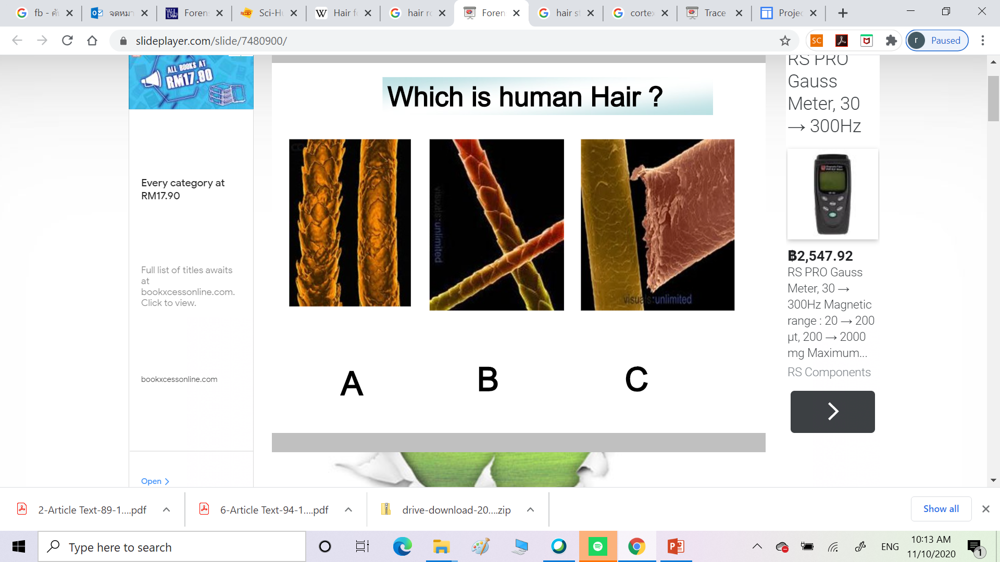 fb - ค้
จดหมา
Foren
Sci-Hu
Hair fo
hair ro
Foren
hair st
cortex
Trace
Projec
slideplayer.com/slide/7480900/
SC
r
Paused
ALL BOOKS AT
RM17.90
Every category at
RM17.90
Full list of titles awaits
at
bookxcessonline.com.
Click to view.
bookxcessonline.com
Open
Which is human Hair ?
visuals:unlimited
visuals:unlimited
A
B
C
RS PRO
Gauss
Meter, 30
→ 300Hz
฿2,547.92
RS PRO Gauss
Meter, 30 →
300Hz Magnetic
range : 20 → 200
µt, 200 → 2000
mg Maximum...
RS Components
2-Article Text-89-1....pdf
6-Article Text-94-1....pdf
drive-download-20....zip
Show all
Type here to search
ENG
10:13 AM
11/10/2020
1